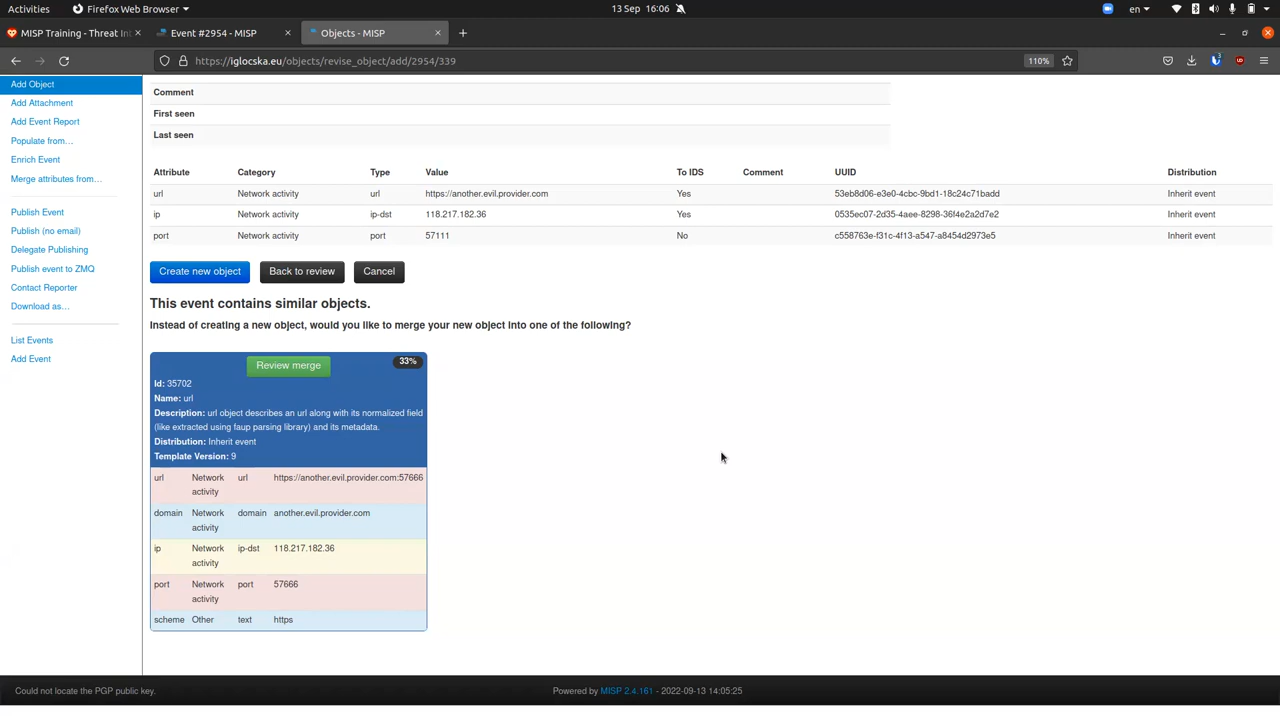 Activities
Firefox Web Browser
13 Sep 16:06
en
MISP Training - Threat In
Event #2954 - MISP
Objects - MISP
https://iglocska.eu/objects/revise_object/add/2954/339
110%
Add Object
Add Attachment
Add Event Report
Populate from…
Enrich Event
Merge attributes from…
Publish Event
Publish (no email)
Delegate Publishing
Publish event to ZMQ
Contact Reporter
Download as…
List Events
Add Event
Comment
First seen
Last seen
Attribute Category Type Value To IDS Comment UUID Distribution
url Network activity url https://another.evil.provider.com Yes 53eb8d06-e3e0-4cbc-9bd1-18c24c71badd Inherit event
ip Network activity ip-dst 118.217.182.36 Yes 0535ec07-2d35-4aee-8298-36f4e2a2d7e2 Inherit event
port Network activity port 57111 No c558763e-f31c-4f13-a547-a8454d2973e5 Inherit event
Create new object Back to review Cancel
This event contains similar objects.
Instead of creating a new object, would you like to merge your new object into one of the following?
Review merge 33%
Id: 35702
Name: url
Description: url object describes an url along with its normalized field
(like extracted using faup parsing library) and its metadata.
Distribution: Inherit event
Template Version: 9
url Network activity url https://another.evil.provider.com:57666
domain Network activity domain another.evil.provider.com
ip Network activity ip-dst 118.217.182.36
port Network activity port 57666
scheme Other text https
Could not locate the PGP public key.
Powered by MISP 2.4.161 - 2022-09-13 14:05:25